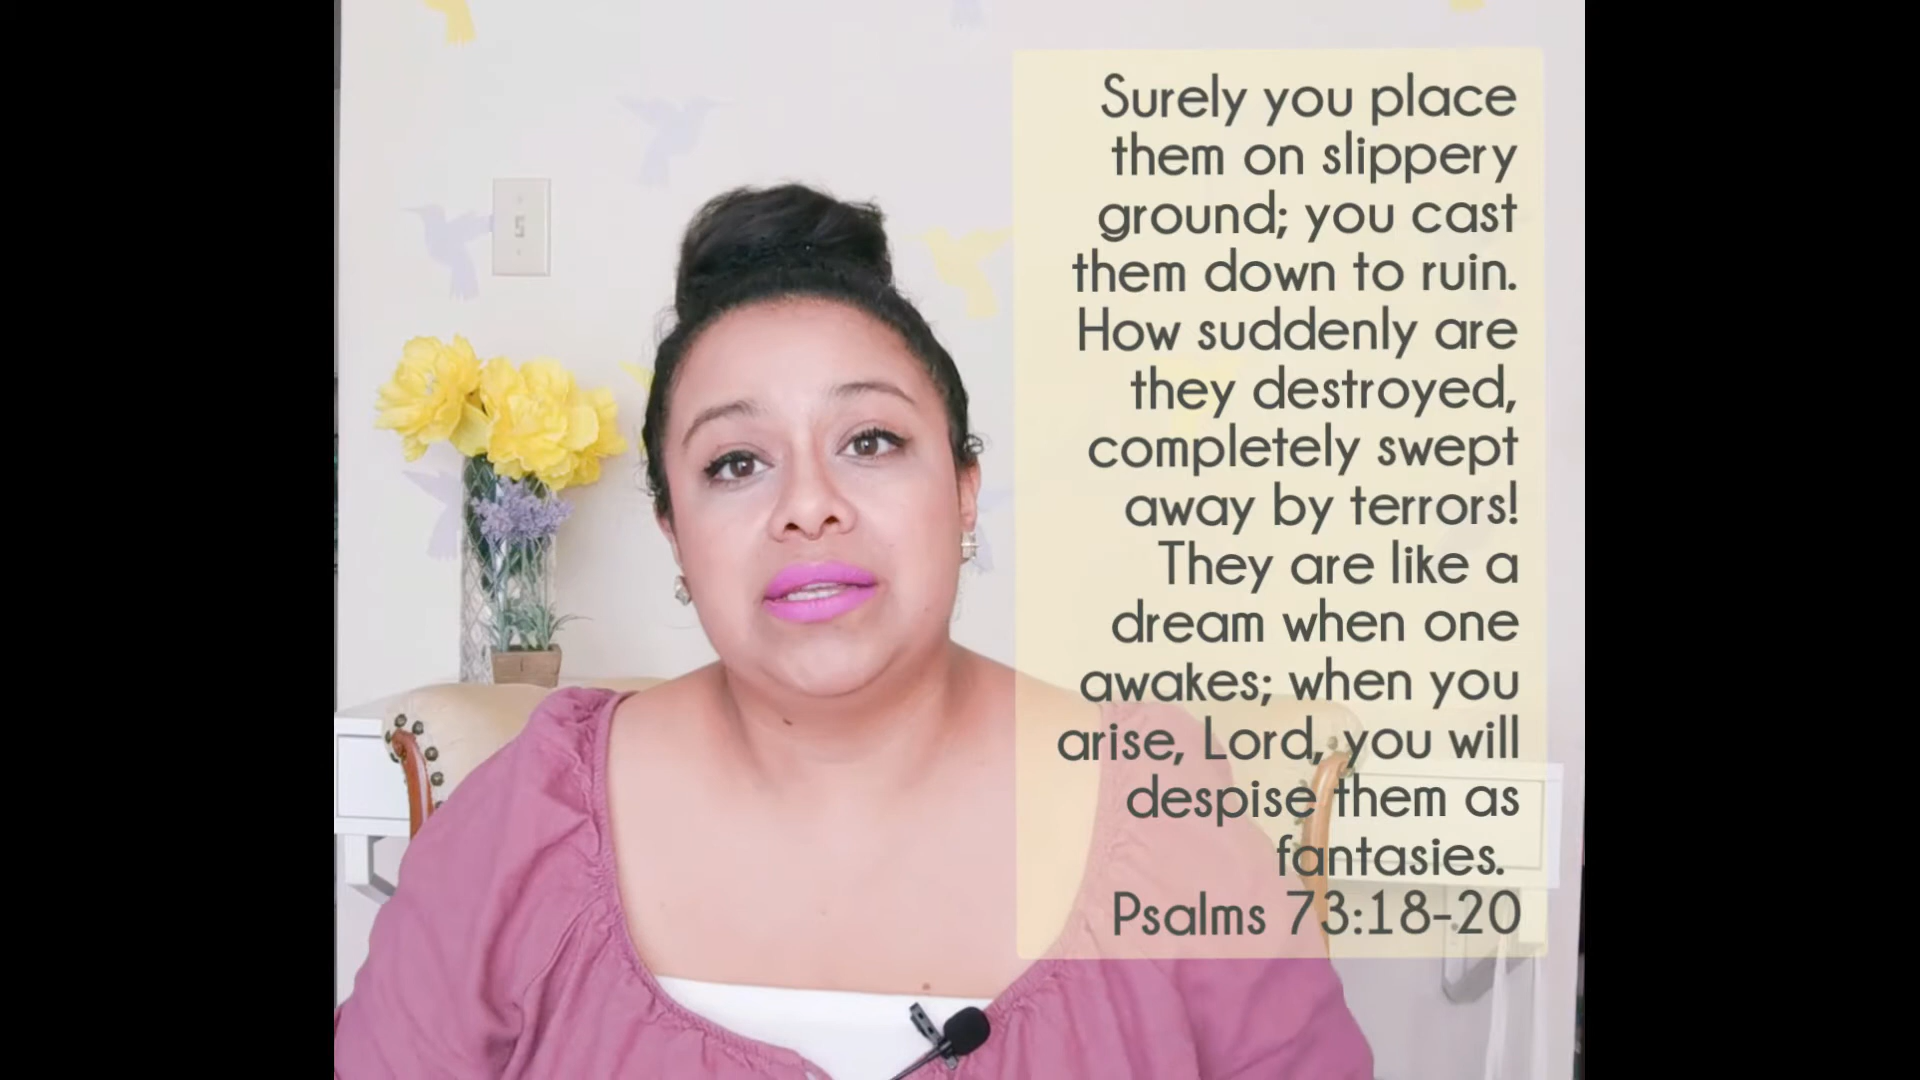 Surely you place
them on slippery
ground; you cast
them down to ruin.
How suddenly are
they destroyed,
completely swept
away by terrors!
They are like a
dream when one
awakes; when you
arise, Lord, you will
despise them as
fantasies.
Psalms 73:18-20